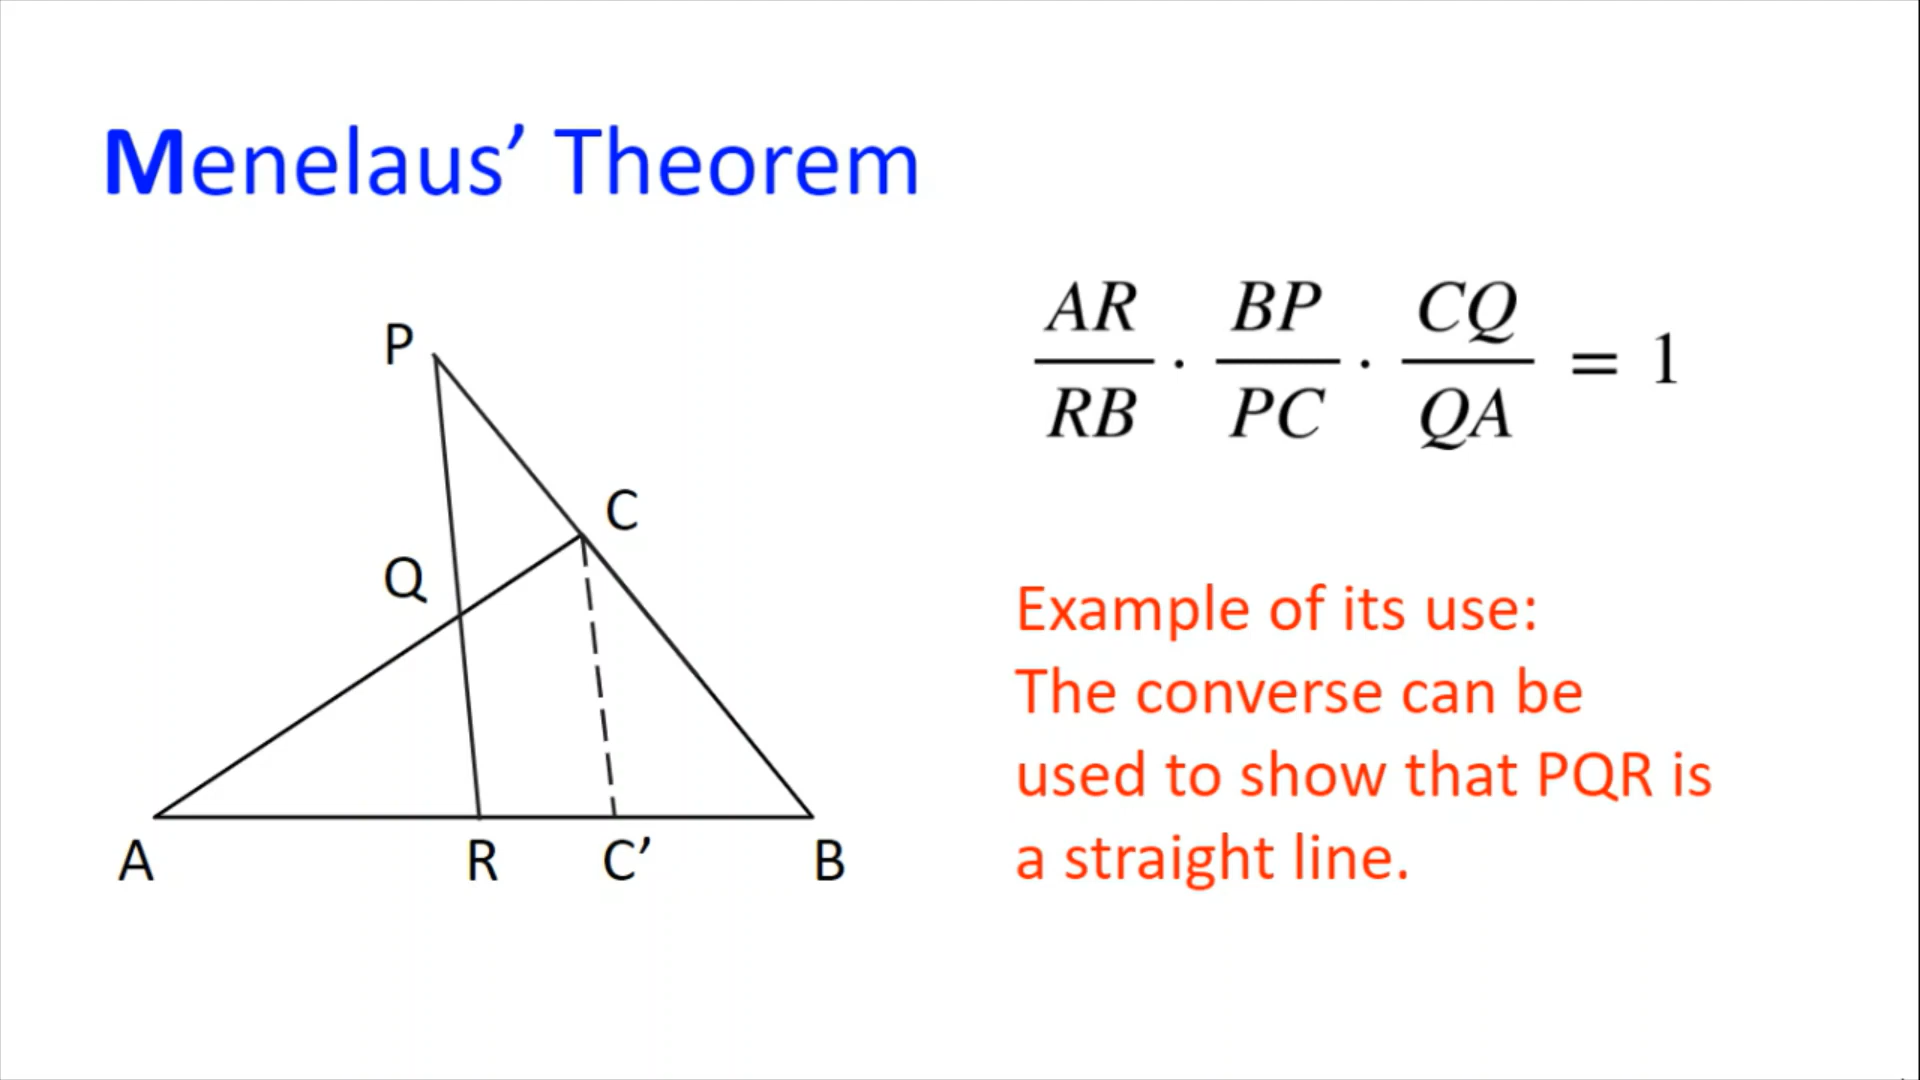 Menelaus’ Theorem
P
C
Q
A
R
C’
B
AR/RB · BP/PC · CQ/QA = 1
Example of its use:
The converse can be
used to show that PQR is
a straight line.